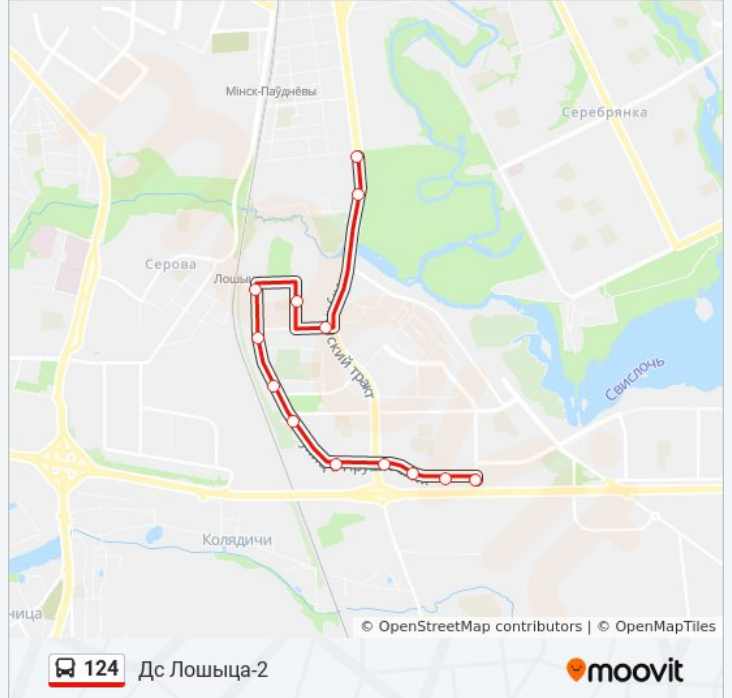 Мінск-Паўднёвы
Серебрянка
Серова
Лошы
ский тракт
Свислочь
Колядичи
ница
© OpenStreetMap contributors | © OpenMapTiles
124 Дс Лошыца-2
moovit